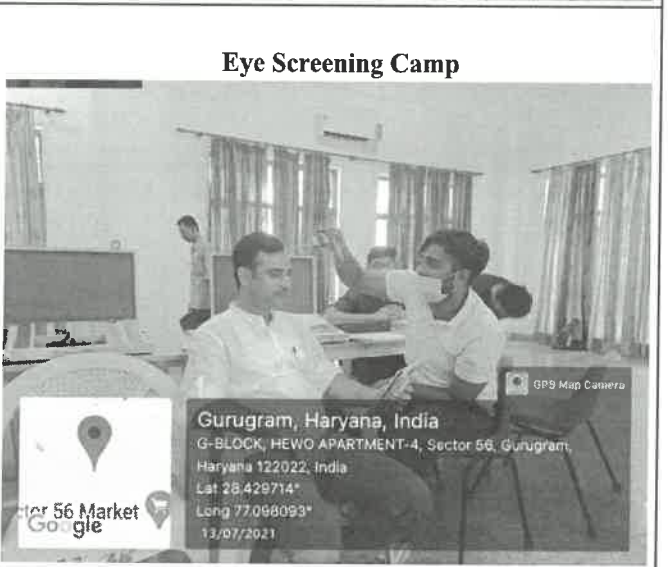 Eye Screening Camp
GPS Map Camera
Gurugram, Haryana, India
G-BLOCK, HEWO APARTMENT-4, Sector 56, Gurugram,
Haryana 122022, India
Lat 28.429714°
Long 77.098093°
13/07/2021
56 Market
Google